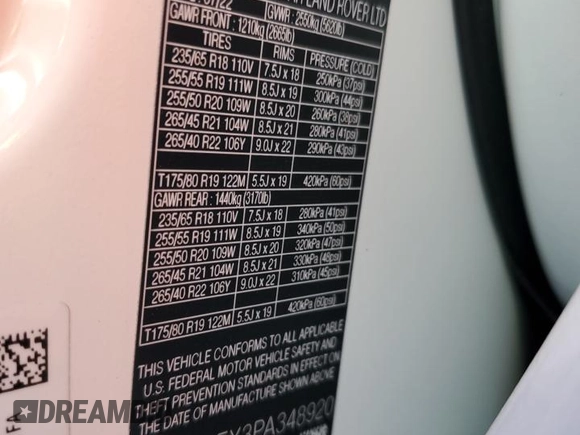 07/22
LAND ROVER LTD
GAWR FRONT : 1210kg (2665lb) GVWR : 2550kg (5620lb)
TIRES RIMS PRESSURE (COLD)
235/65 R18 110V 7.5J x 18 250kPa (37psi)
255/55 R19 111W 8.5J x 19 300kPa (44psi)
255/50 R20 109W 8.5J x 20 260kPa (38psi)
265/45 R21 104W 8.5J x 21 280kPa (41psi)
265/40 R22 106Y 9.0J x 22 290kPa (43psi)
T175/80 R19 122M 5.5J x 19 420kPa (60psi)
GAWR REAR : 1440kg (3170lb)
235/65 R18 110V 7.5J x 18 280kPa (41psi)
255/55 R19 111W 8.5J x 19 340kPa (50psi)
255/50 R20 109W 8.5J x 20 320kPa (47psi)
265/45 R21 104W 8.5J x 21 330kPa (48psi)
265/40 R22 106Y 9.0J x 22 310kPa (45psi)
T175/80 R19 122M 5.5J x 19 420kPa (60psi)
THIS VEHICLE CONFORMS TO ALL APPLICABLE
U.S. FEDERAL MOTOR VEHICLE SAFETY AND
THEFT PREVENTION STANDARDS IN EFFECT ON
THE DATE OF MANUFACTURE SHOWN ABOVE
X3PA348920
FA
DREAM